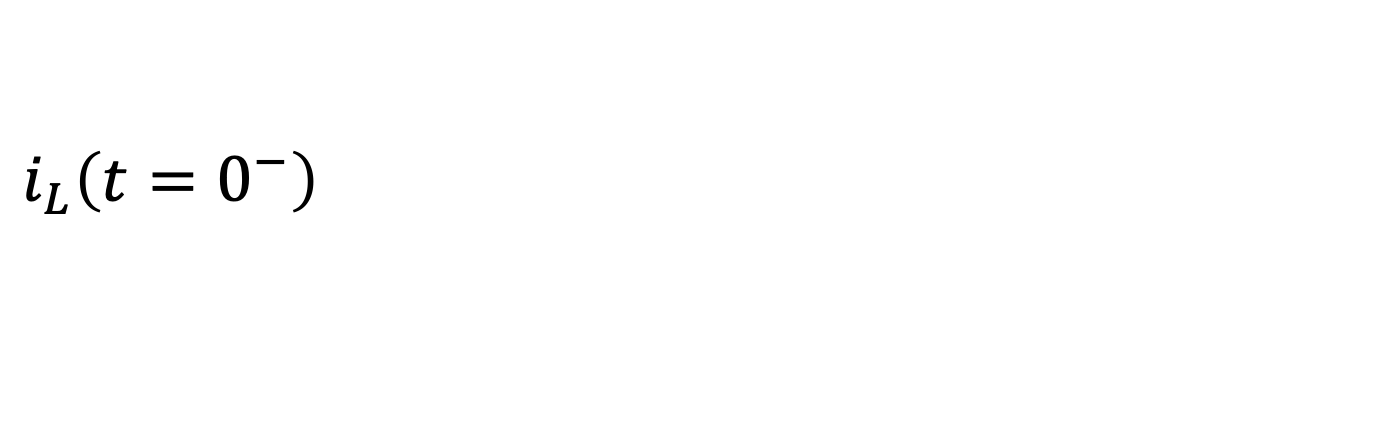 i_L(t = 0⁻)